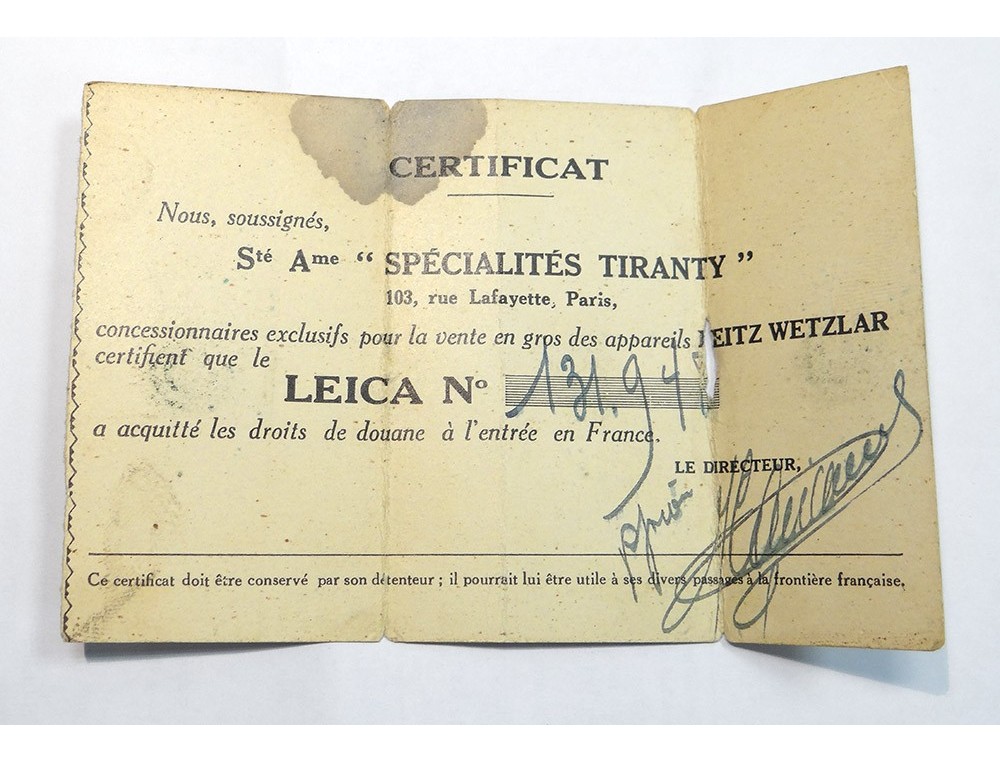 CERTIFICAT
Nous, soussignés,
Sté Ame “ SPÉCIALITÉS TIRANTY ”
103, rue Lafayette, Paris,
concessionnaires exclusifs pour la vente en gros des appareils LEITZ WETZLAR
certifient que le
LEICA Nº 131.94
a acquitté les droits de douane à l'entrée en France.
LE DIRECTEUR,
Ce certificat doit être conservé par son détenteur ; il pourrait lui être utile à ses divers passages à la frontière française.